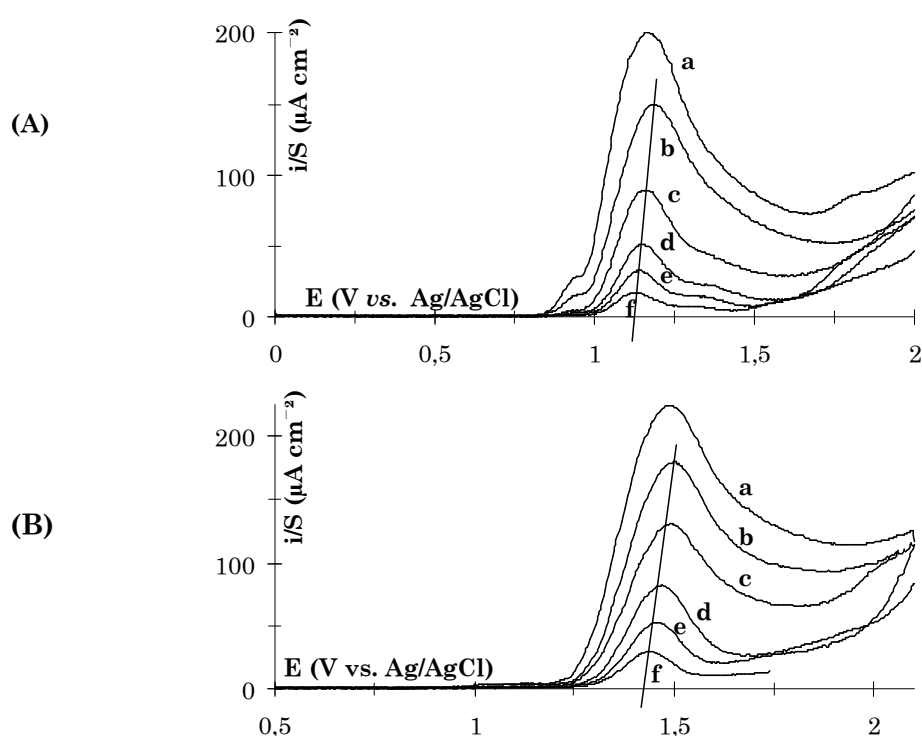 (A)
i/S (µA cm⁻²)
200
100
0
a
b
c
d
e
f
E (V vs. Ag/AgCl)
0 0,5 1 1,5 2
(B)
i/S (µA cm⁻²)
200
100
0
a
b
c
d
e
f
E (V vs. Ag/AgCl)
0,5 1 1,5 2